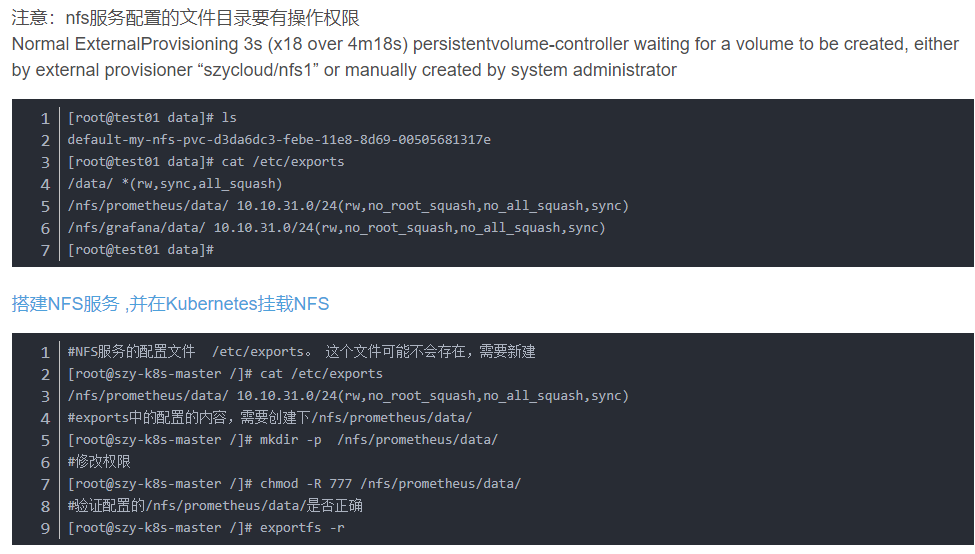 注意：nfs服务配置的文件目录要有操作权限
Normal ExternalProvisioning 3s (x18 over 4m18s) persistentvolume-controller waiting for a volume to be created, either
by external provisioner “szycloud/nfs1” or manually created by system administrator
1 [root@test01 data]# ls
2 default-my-nfs-pvc-d3da6dc3-febe-11e8-8d69-00505681317e
3 [root@test01 data]# cat /etc/exports
4 /data/ *(rw,sync,all_squash)
5 /nfs/prometheus/data/ 10.10.31.0/24(rw,no_root_squash,no_all_squash,sync)
6 /nfs/grafana/data/ 10.10.31.0/24(rw,no_root_squash,no_all_squash,sync)
7 [root@test01 data]#
搭建NFS服务 ,并在Kubernetes挂载NFS
1 #NFS服务的配置文件  /etc/exports。 这个文件可能不会存在，需要新建
2 [root@szy-k8s-master /]# cat /etc/exports
3 /nfs/prometheus/data/ 10.10.31.0/24(rw,no_root_squash,no_all_squash,sync)
4 #exports中的配置的内容，需要创建下/nfs/prometheus/data/
5 [root@szy-k8s-master /]# mkdir -p  /nfs/prometheus/data/
6 #修改权限
7 [root@szy-k8s-master /]# chmod -R 777 /nfs/prometheus/data/
8 #验证配置的/nfs/prometheus/data/是否正确
9 [root@szy-k8s-master /]# exportfs -r